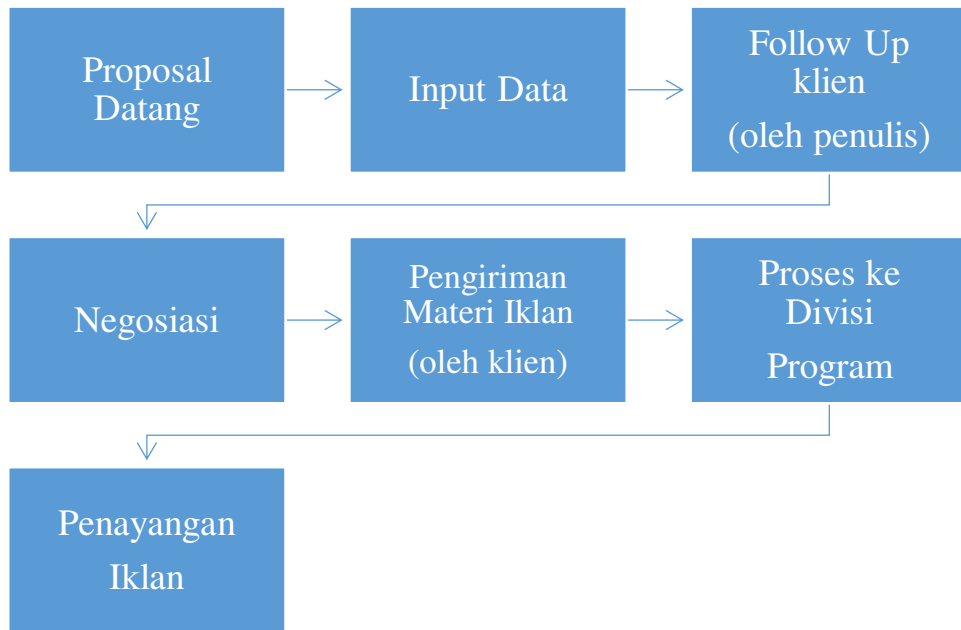 Proposal
Datang
Input Data
Follow Up
klien
(oleh penulis)
Negosiasi
Pengiriman
Materi Iklan
(oleh klien)
Proses ke
Divisi
Program
Penayangan
Iklan